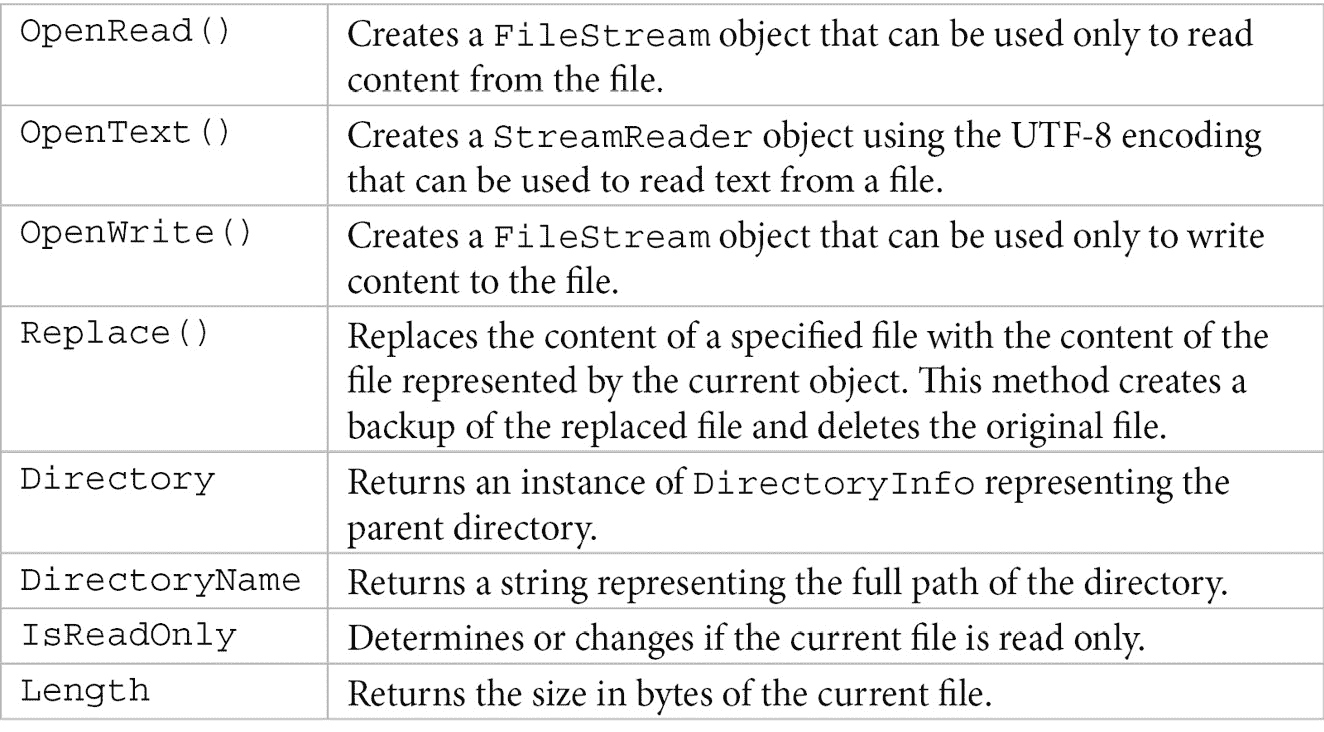 OpenRead() Creates a FileStream object that can be used only to read
content from the file.
OpenText() Creates a StreamReader object using the UTF-8 encoding
that can be used to read text from a file.
OpenWrite() Creates a FileStream object that can be used only to write
content to the file.
Replace() Replaces the content of a specified file with the content of the
file represented by the current object. This method creates a
backup of the replaced file and deletes the original file.
Directory Returns an instance of DirectoryInfo representing the
parent directory.
DirectoryName Returns a string representing the full path of the directory.
IsReadOnly Determines or changes if the current file is read only.
Length Returns the size in bytes of the current file.